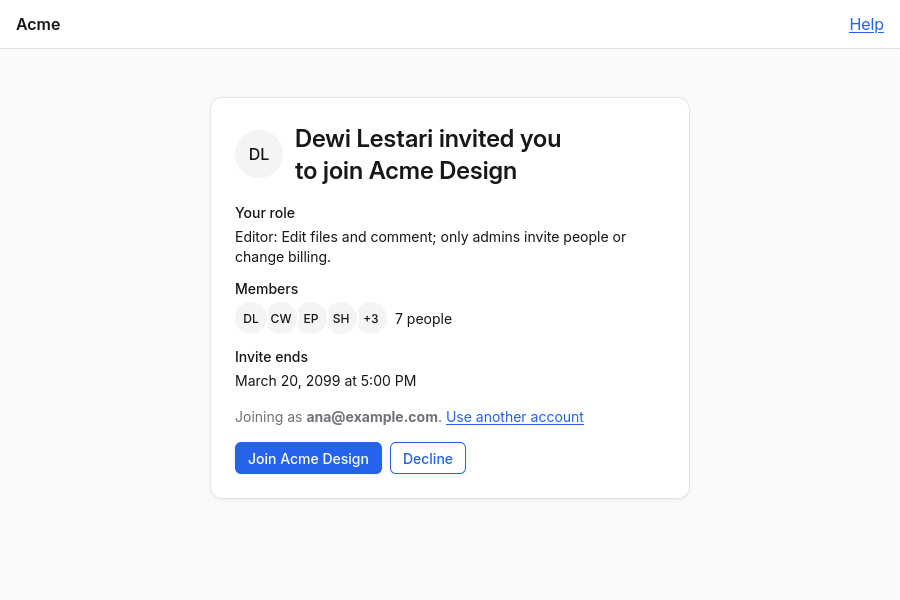 Acme
Help
DL
Dewi Lestari invited you
to join Acme Design
Your role
Editor: Edit files and comment; only admins invite people or
change billing.
Members
DL CW EP SH +3 7 people
Invite ends
March 20, 2099 at 5:00 PM
Joining as ana@example.com. Use another account
Join Acme Design
Decline